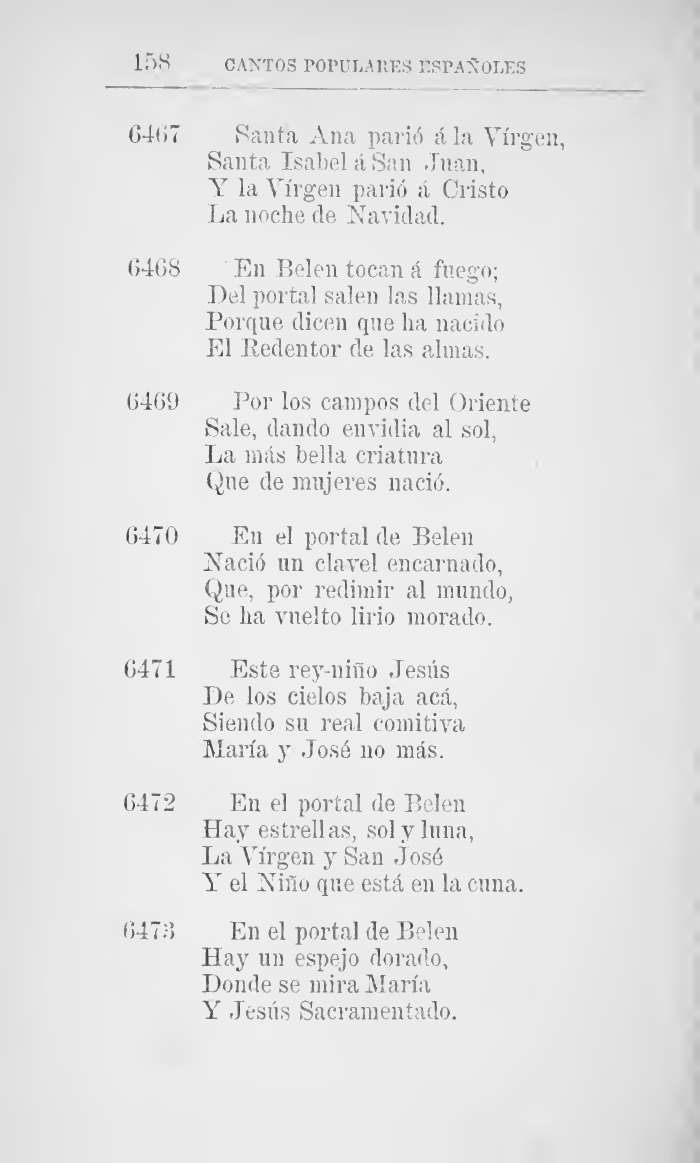 158 CANTOS POPULARES ESPAÑOLES
6467 Santa Ana parió á la Vírgen,
Santa Isabel á San Juan,
Y la Vírgen parió á Cristo
La noche de Navidad.
6468 En Belen tocan á fuego;
Del portal salen las llamas,
Porque dicen que ha nacido
El Redentor de las almas.
6469 Por los campos del Oriente
Sale, dando envidia al sol,
La más bella criatura
Que de mujeres nació.
6470 En el portal de Belen
Nació un clavel encarnado,
Que, por redimir al mundo,
Se ha vuelto lirio morado.
6471 Este rey-niño Jesús
De los cielos baja acá,
Siendo su real comitiva
María y José no más.
6472 En el portal de Belen
Hay estrellas, sol y luna,
La Vírgen y San José
Y el Niño que está en la cuna.
6473 En el portal de Belen
Hay un espejo dorado,
Donde se mira María
Y Jesús Sacramentado.